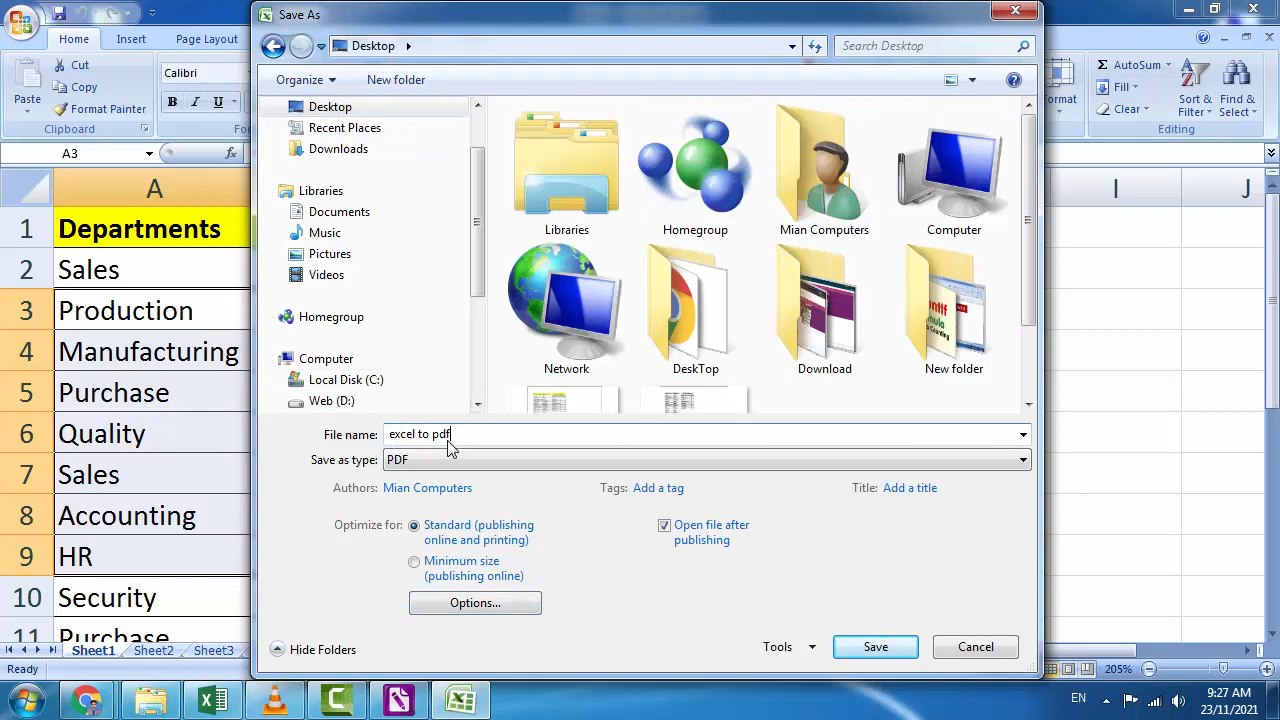 Save As
Home
Insert
Page Layout
Cut
Copy
Format Painter
Paste
Clipboard
Calibri
B I U
AutoSum
Fill
Clear
Sort & Filter
Find & Select
Editing
A3
fx
A
I
J
1 Departments
2 Sales
3 Production
4 Manufacturing
5 Purchase
6 Quality
7 Sales
8 Accounting
9 HR
10 Security
11 Purchase
Desktop
Search Desktop
Organize
New folder
Desktop
Recent Places
Downloads
Libraries
Documents
Music
Pictures
Videos
Homegroup
Computer
Local Disk (C:)
Web (D:)
Libraries
Homegroup
Mian Computers
Computer
Network
DeskTop
Download
New folder
File name: excel to pdf
Save as type: PDF
Authors: Mian Computers
Tags: Add a tag
Title: Add a title
Optimize for:
Standard (publishing
online and printing)
Minimum size
(publishing online)
Open file after
publishing
Options...
Hide Folders
Tools
Save
Cancel
Sheet1
Sheet2
Sheet3
Ready
205%
EN
9:27 AM
23/11/2021